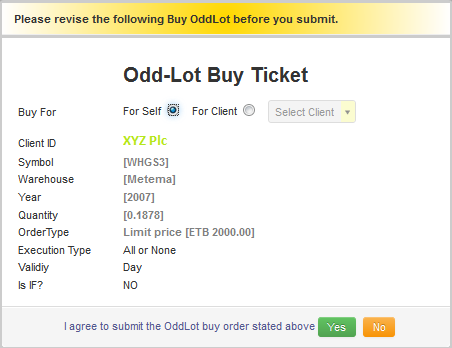 Please revise the following Buy OddLot before you submit.
Odd-Lot Buy Ticket
Buy For For Self For Client Select Client
Client ID XYZ Plc
Symbol [WHGS3]
Warehouse [Metema]
Year [2007]
Quantity [0.1878]
OrderType Limit price [ETB 2000.00]
Execution Type All or None
Validiy Day
Is IF? NO
I agree to submit the OddLot buy order stated above Yes No